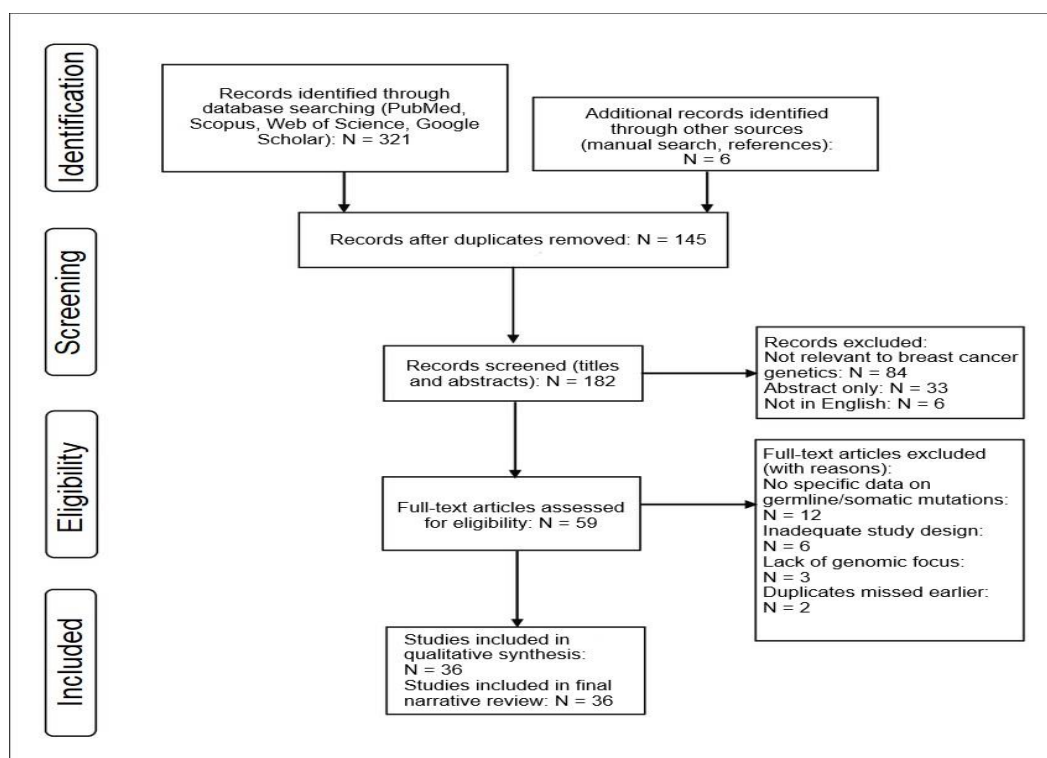 Identification
Records identified through
database searching (PubMed,
Scopus, Web of Science, Google
Scholar): N = 321
Additional records identified
through other sources
(manual search, references):
N = 6
Screening
Records after duplicates removed: N = 145
Records screened (titles
and abstracts): N = 182
Records excluded:
Not relevant to breast cancer
genetics: N = 84
Abstract only: N = 33
Not in English: N = 6
Eligibility
Full-text articles assessed
for eligibility: N = 59
Full-text articles excluded
(with reasons):
No specific data on
germline/somatic mutations:
N = 12
Inadequate study design:
N = 6
Lack of genomic focus:
N = 3
Duplicates missed earlier:
N = 2
Included
Studies included in
qualitative synthesis:
N = 36
Studies included in final
narrative review: N = 36